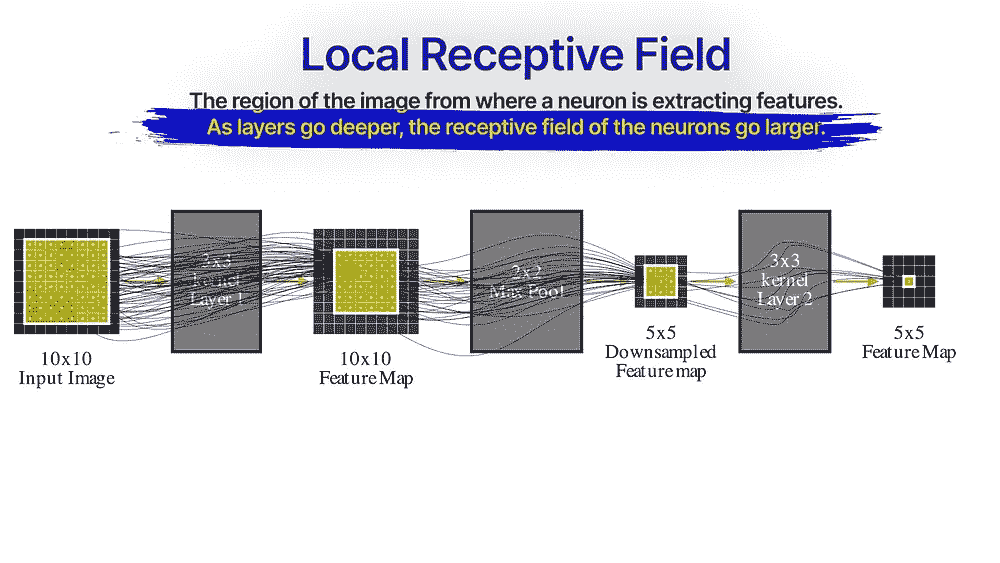 Local Receptive Field
The region of the image from where a neuron is extracting features.
As layers go deeper, the receptive field of the neurons go larger.
3x3
kernel
Layer 1
2x2
Max Pool
3x3
kernel
Layer 2
10x10
Input Image
10x10
Feature Map
5x5
Downsampled
Feature map
5x5
Feature Map